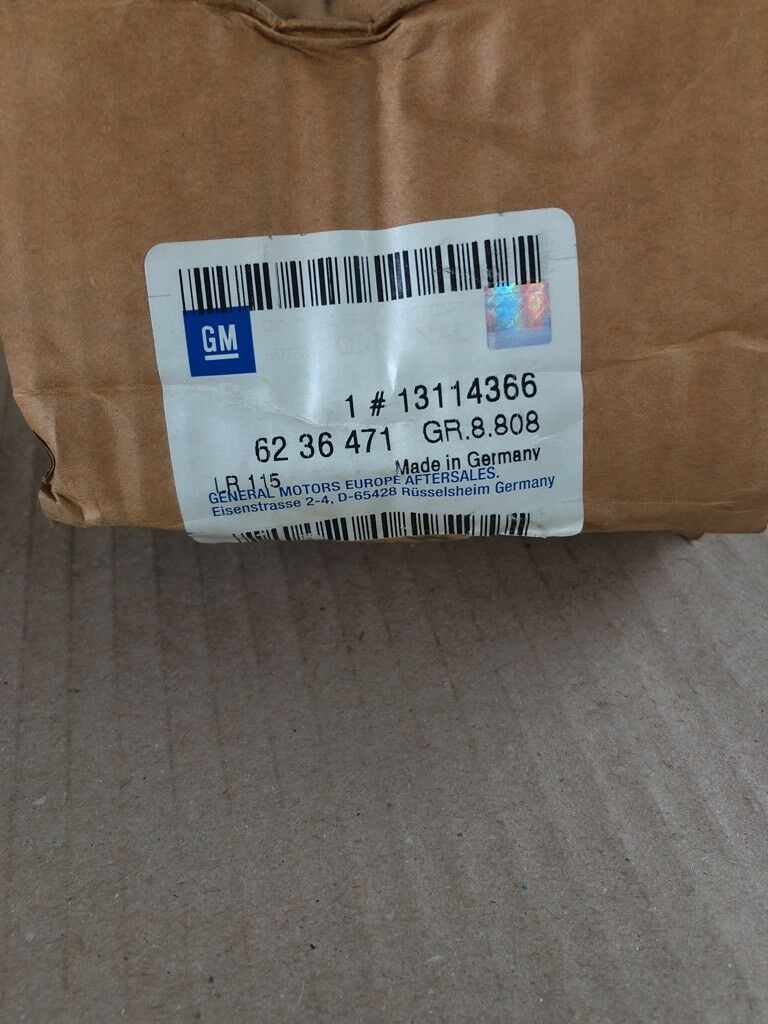 GM
1 # 13114366
62 36 471 GR.8.808
LR 115 Made in Germany
GENERAL MOTORS EUROPE AFTERSALES.
Eisenstrasse 2-4, D-65428 Rüsselsheim Germany